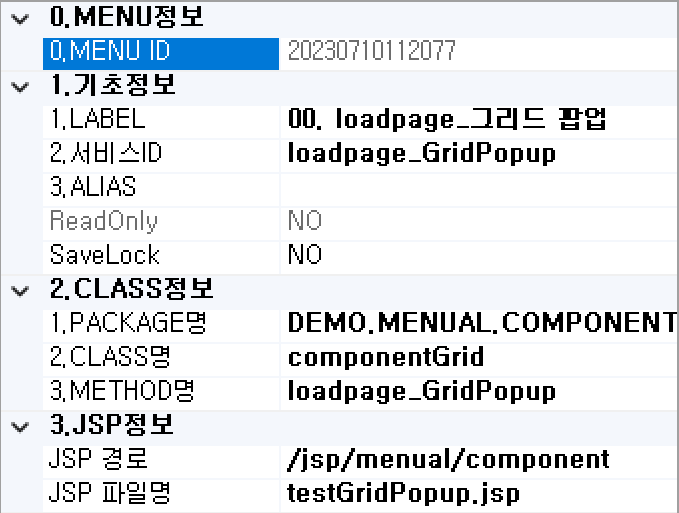 0.MENU정보
0.MENU ID 20230710112077
1.기초정보
1.LABEL 00. loadpage_그리드 팝업
2.서비스ID loadpage_GridPopup
3.ALIAS
ReadOnly NO
SaveLock NO
2.CLASS정보
1.PACKAGE명 DEMO.MENUAL.COMPONENT
2.CLASS명 componentGrid
3.METHOD명 loadpage_GridPopup
3.JSP정보
JSP 경로 /jsp/menual/component
JSP 파일명 testGridPopup.jsp